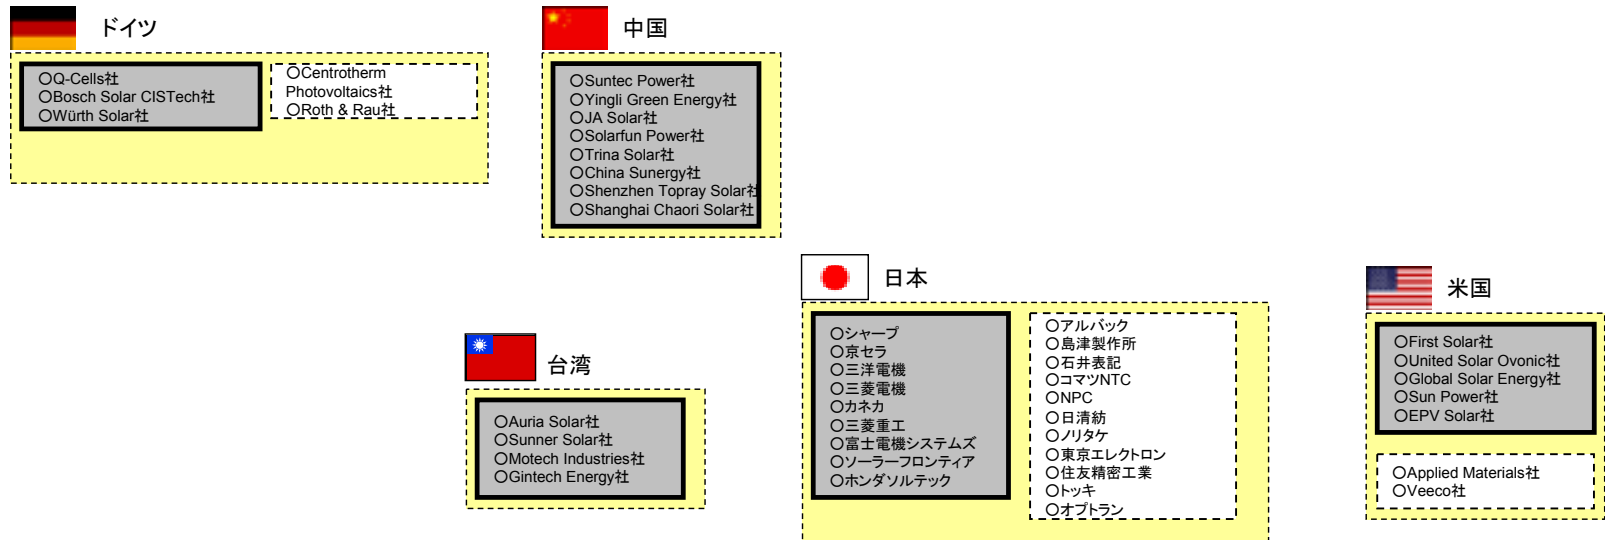 ドイツ
○Q-Cells社
○Bosch Solar CISTech社
○Würth Solar社
○Centrotherm
Photovoltaics社
○Roth & Rau社
中国
○Suntec Power社
○Yingli Green Energy社
○JA Solar社
○Solarfun Power社
○Trina Solar社
○China Sunergy社
○Shenzhen Topray Solar社
○Shanghai Chaori Solar社
台湾
○Auria Solar社
○Sunner Solar社
○Motech Industries社
○Gintech Energy社
日本
○シャープ
○京セラ
○三洋電機
○三菱電機
○カネカ
○三菱重工
○富士電機システムズ
○ソーラーフロンティア
○ホンダソルテック
○アルバック
○島津製作所
○石井表記
○コマツNTC
○NPC
○日清紡
○ノリタケ
○東京エレクトロン
○住友精密工業
○トッキ
○オプトラン
米国
○First Solar社
○United Solar Ovonic社
○Global Solar Energy社
○Sun Power社
○EPV Solar社
○Applied Materials社
○Veeco社